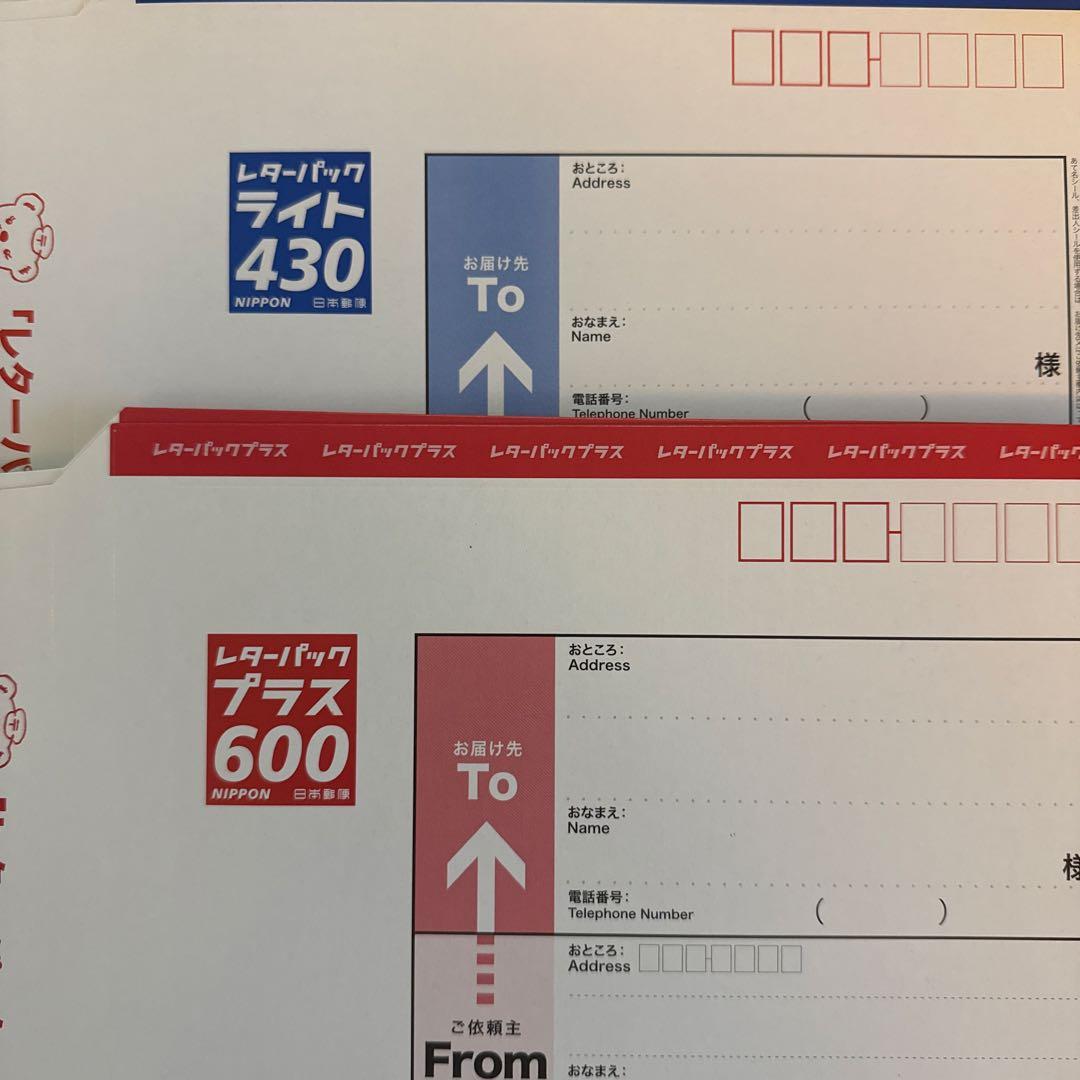 レターパック
ライト
430
NIPPON 日本郵便
お届け先
To
おところ:
Address
おなまえ:
Name
様
電話番号:
Telephone Number ( )
「レターパ
レターパックプラス レターパックプラス レターパックプラス レターパックプラス レターパックプラス レターパッ
レターパック
プラス
600
NIPPON 日本郵便
お届け先
To
おところ:
Address
おなまえ:
Name
様
電話番号:
Telephone Number ( )
ご依頼主
From
おところ:
Address
おなまえ: